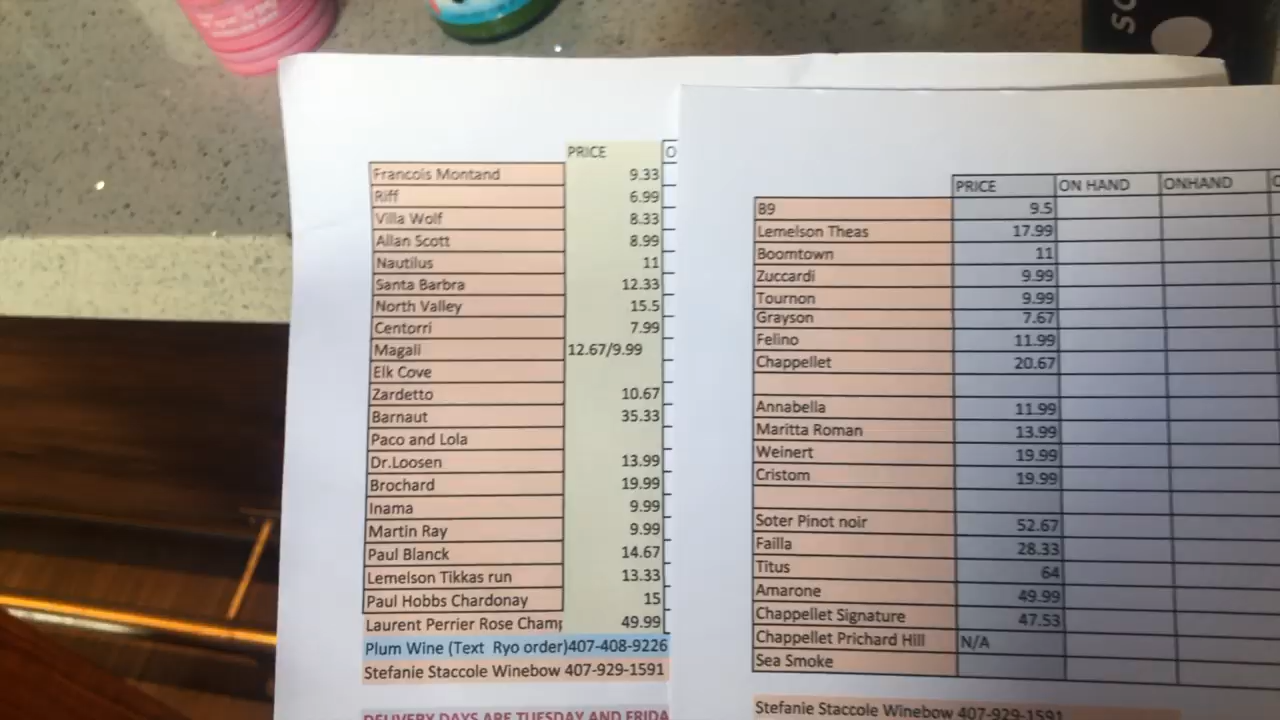 SC
PRICE O
Francois Montand 9.33
Riff 6.99
Villa Wolf 8.33
Allan Scott 8.99
Nautilus 11
Santa Barbra 12.33
North Valley 15.5
Centorri 7.99
Magali 12.67/9.99
Elk Cove
Zardetto 10.67
Barnaut 35.33
Paco and Lola
Dr.Loosen 13.99
Brochard 19.99
Inama 9.99
Martin Ray 9.99
Paul Blanck 14.67
Lemelson Tikkas run 13.33
Paul Hobbs Chardonay 15
Laurent Perrier Rose Champ 49.99
Plum Wine (Text Ryo order)407-408-9226
Stefanie Staccole Winebow 407-929-1591
DELIVERY DAYS ARE TUESDAY AND FRIDA
PRICE ON HAND ONHAND O
B9 9.5
Lemelson Theas 17.99
Boomtown 11
Zuccardi 9.99
Tournon 9.99
Grayson 7.67
Felino 11.99
Chappellet 20.67
Annabella 11.99
Maritta Roman 13.99
Weinert 19.99
Cristom 19.99
Soter Pinot noir 52.67
Failla 28.33
Titus 64
Amarone 49.99
Chappellet Signature 47.53
Chappellet Prichard Hill N/A
Sea Smoke
Stefanie Staccole Winebow 407-929-1591